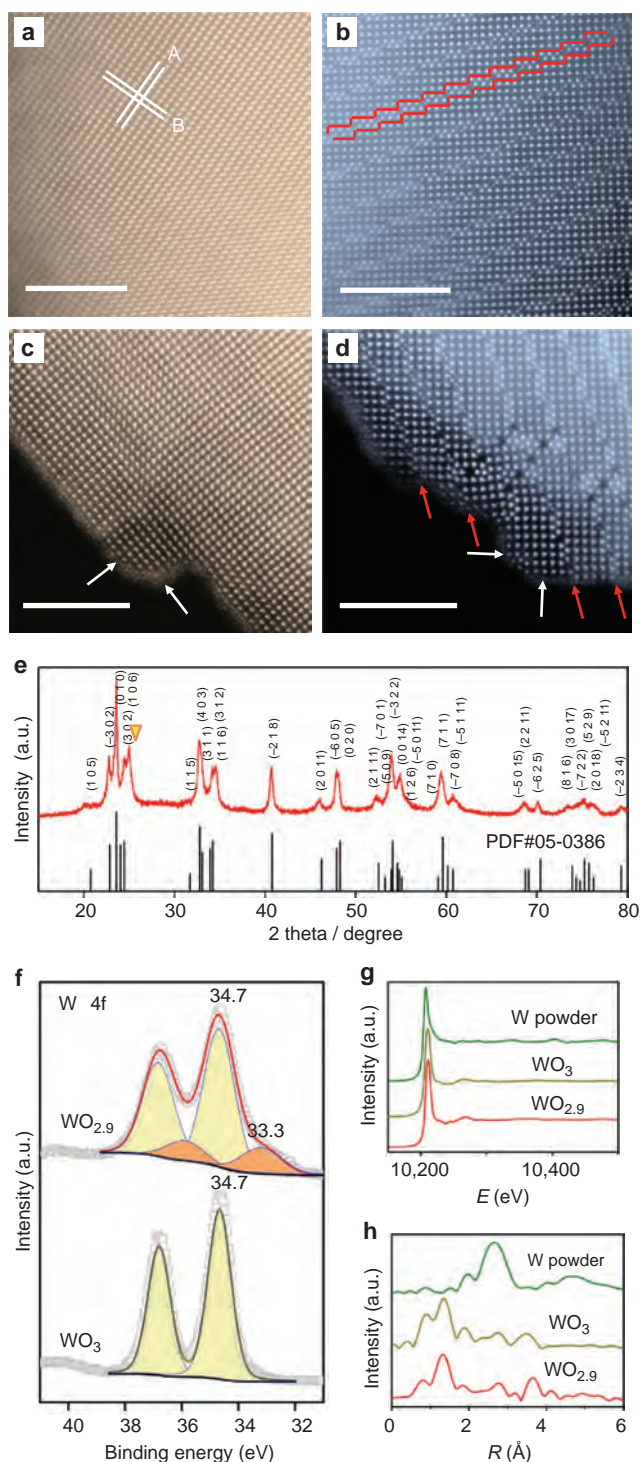 a
A
B
b
c
d
e
Intensity (a.u.)
(1 0 5)
(–3 0 2)
(0 1 0)
(3 0 2)
(1 0 6)
(1 1 5)
(3 1 1)
(4 0 3)
(1 1 6)
(3 1 2)
(–2 1 8)
(2 0 11)
(–6 0 5)
(0 2 0)
(2 1 11)
(5 0 9)
(–7 0 1)
(–3 2 2)
(0 0 14)
(1 2 6)
(–5 0 11)
(7 1 0)
(7 1 1)
(–7 0 8)
(–5 1 11)
(–5 0 15)
(2 2 11)
(–6 2 5)
(8 1 6)
(3 0 17)
(–7 2 2)
(5 2 9)
(2 0 18)
(–5 2 11)
(–2 3 4)
PDF#05-0386
20 30 40 50 60 70 80
2 theta / degree
f
W 4f
34.7
WO2.9
33.3
34.7
WO3
Intensity (a.u.)
40 38 36 34 32
Binding energy (eV)
g
W powder
WO3
WO2.9
Intensity (a.u.)
10,200 10,400
E (eV)
h
W powder
WO3
WO2.9
Intensity (a.u.)
0 2 4 6
R (Å)